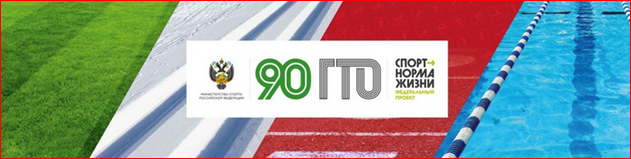 МИНИСТЕРСТВО СПОРТА
РОССИЙСКОЙ ФЕДЕРАЦИИ
90 ГТО
СПОРТ
НОРМА
ЖИЗНИ
ФЕДЕРАЛЬНЫЙ
ПРОЕКТ